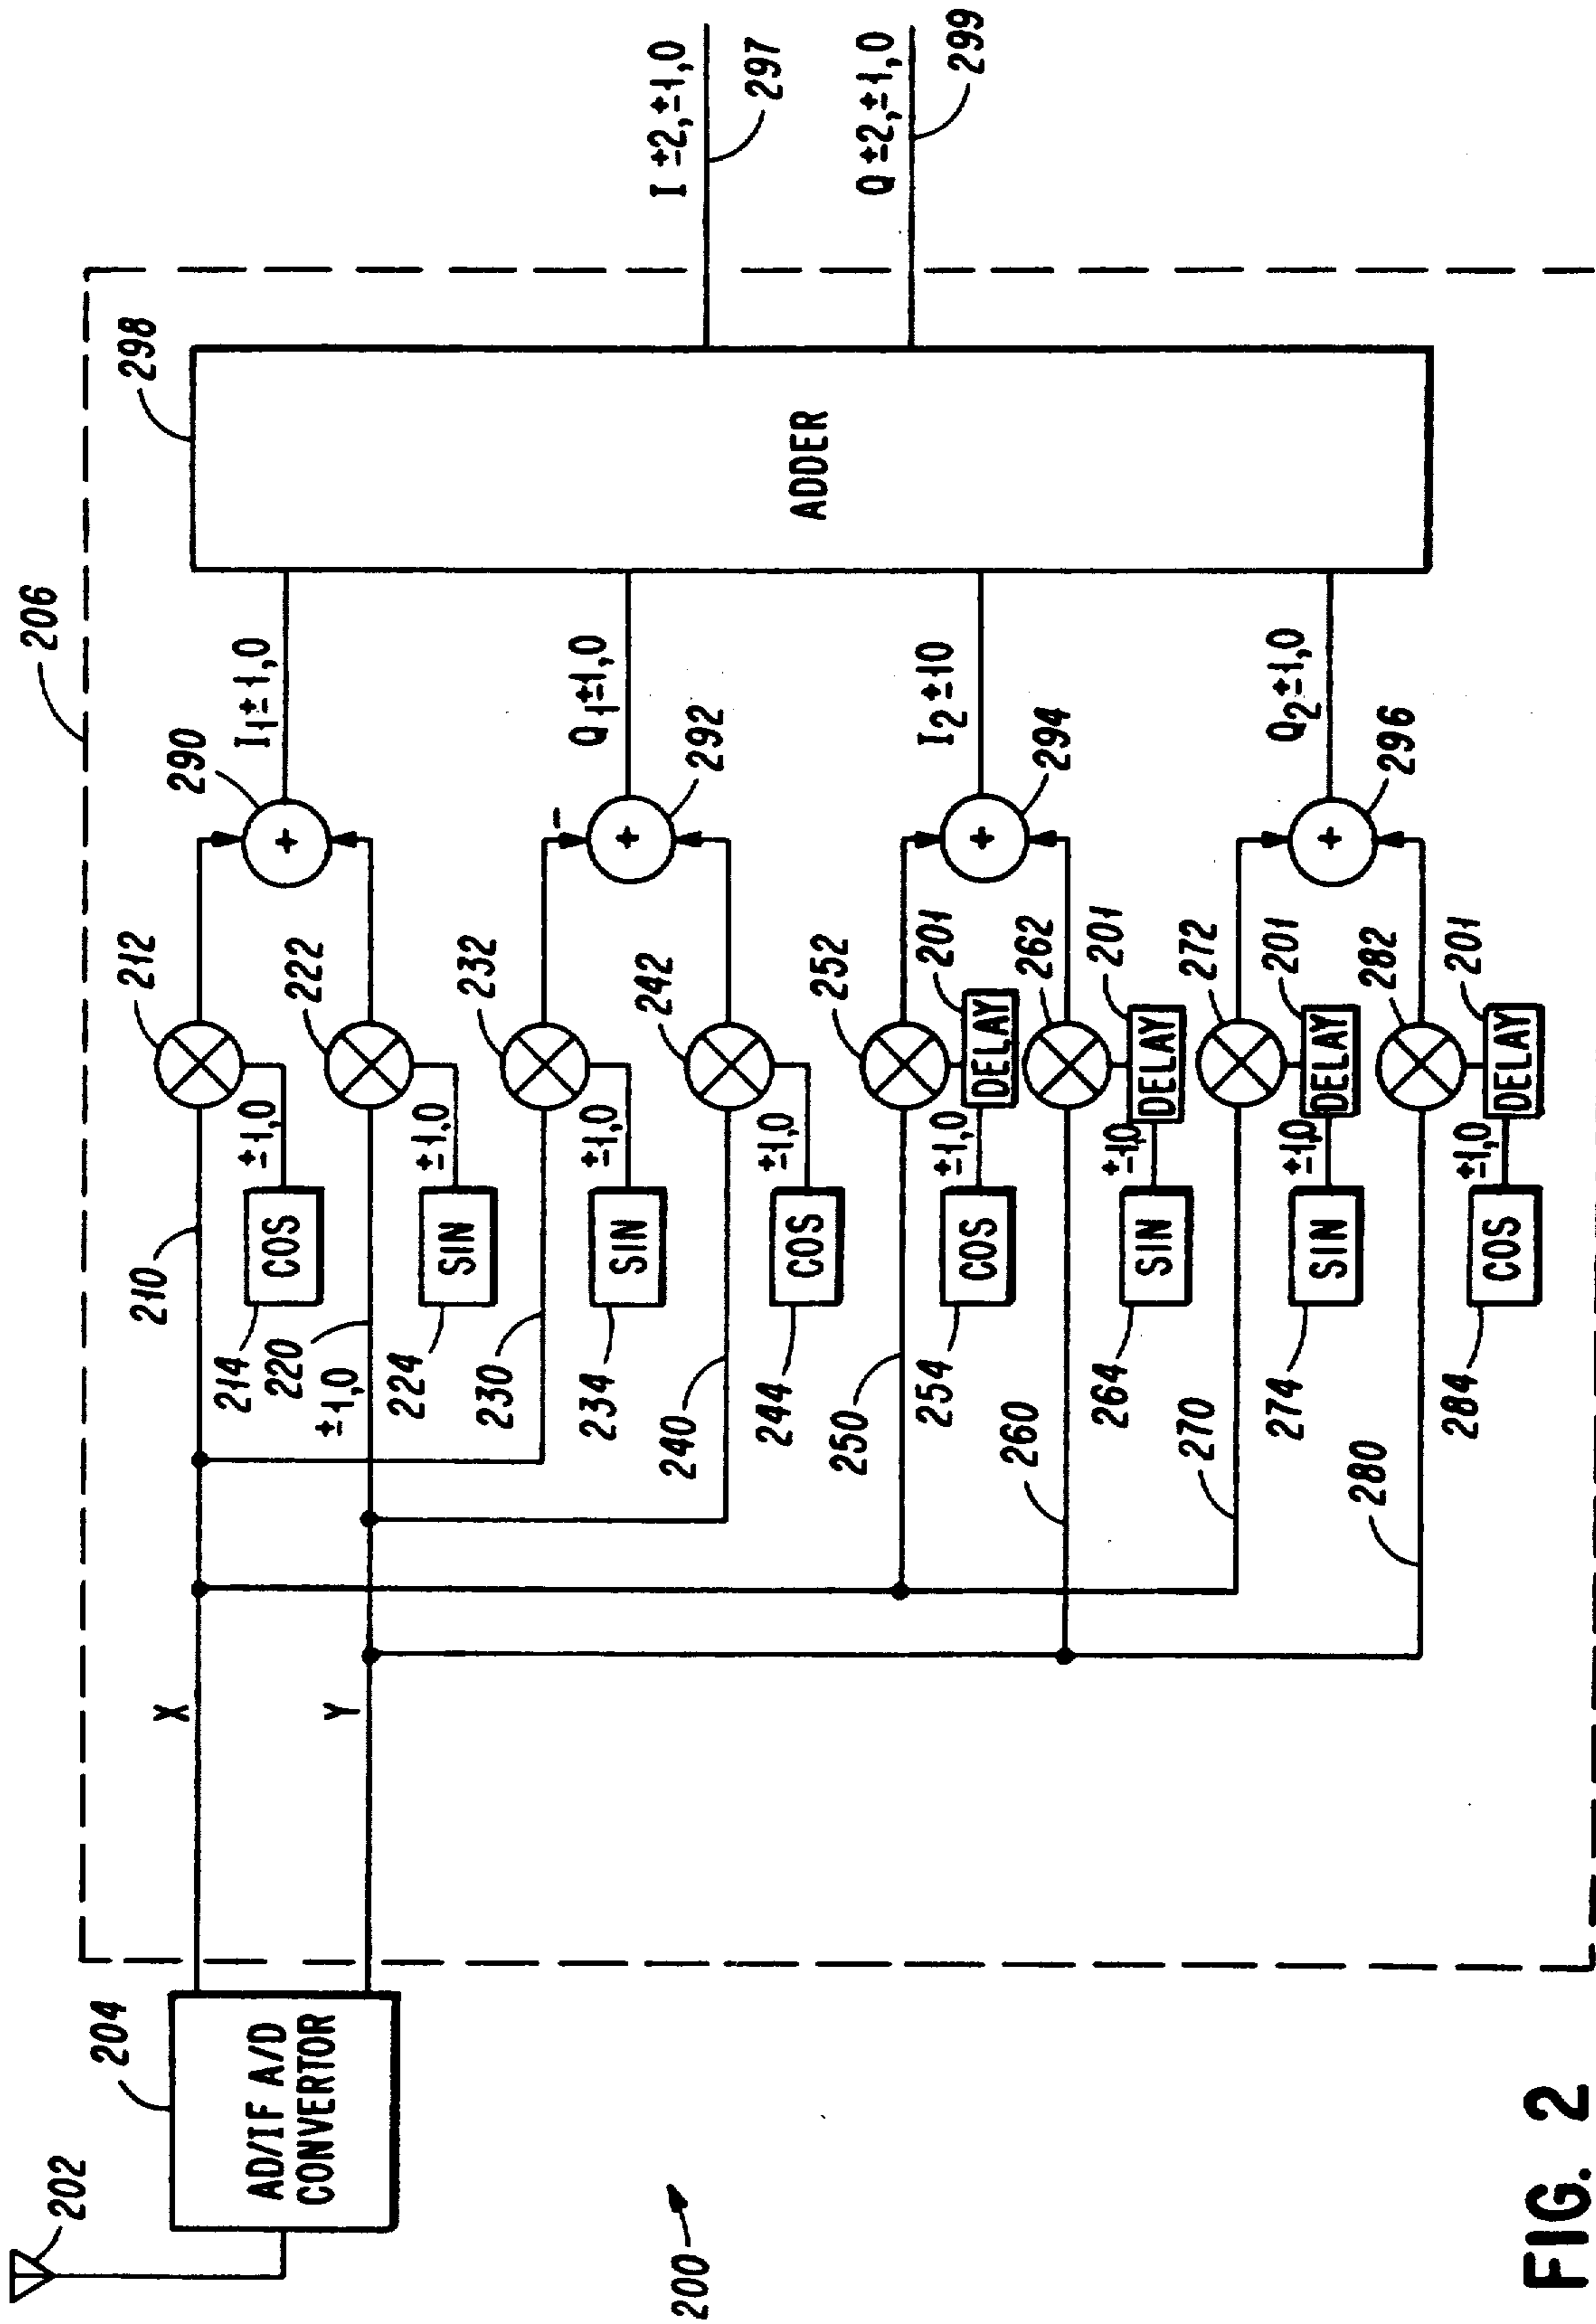 202
204
AD/IF A/D
CONVERTOR
200
206
X
Y
210
212
±1,0
214
COS
220
±1,0
222
±1,0
224
SIN
230
232
±1,0
234
SIN
240
242
±1,0
244
COS
250
252
201
DELAY
±1,0
254
COS
260
262
201
DELAY
±1,0
264
SIN
270
272
201
DELAY
±1,0
274
SIN
280
282
201
DELAY
±1,0
284
COS
290
+
I1±1,0
-
+
292
Q1±1,0
+
294
I2±10
+
296
Q2±1,0
298
ADDER
I ±2,±1,0
297
Q ±2,±1,0
299
FIG. 2